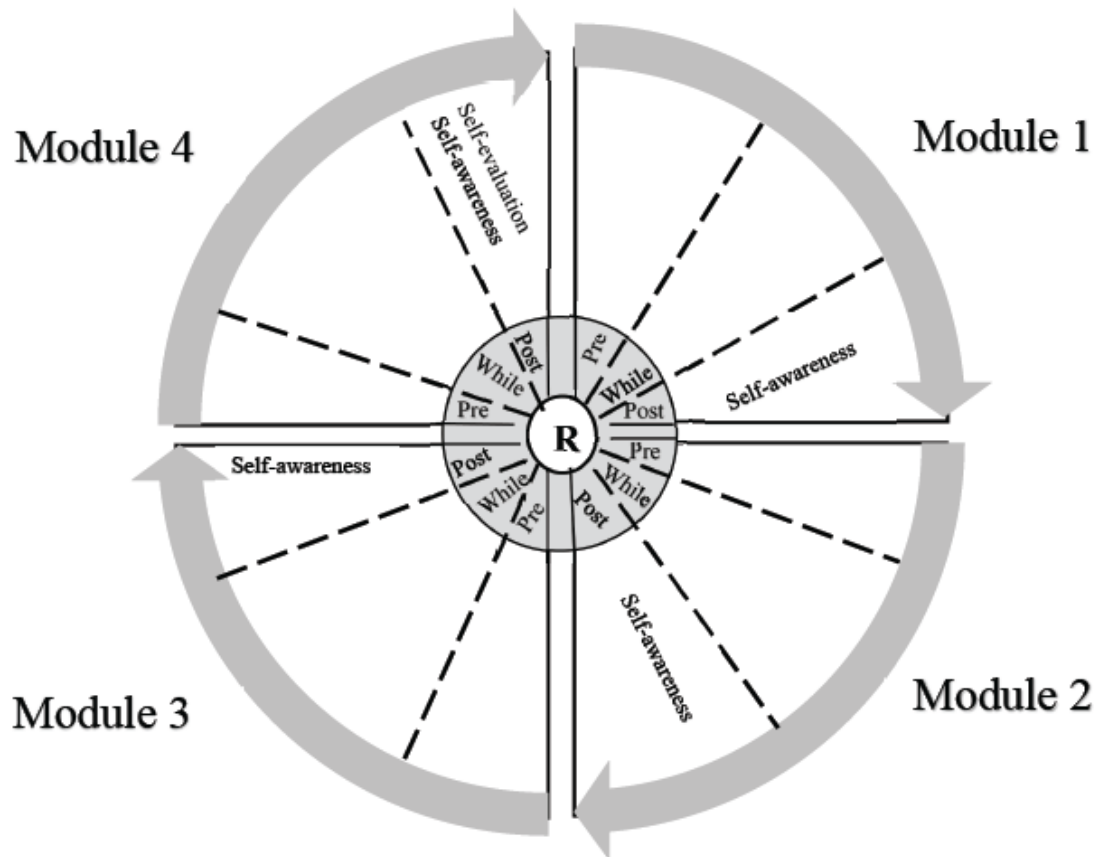 Module 4
Module 1
Self-evaluation
Self-awareness
Self-awareness
Post
While
Pre
Pre
While
Post
R
Self-awareness
Post
While
Pre
Pre
While
Post
Self-awareness
Module 3
Module 2